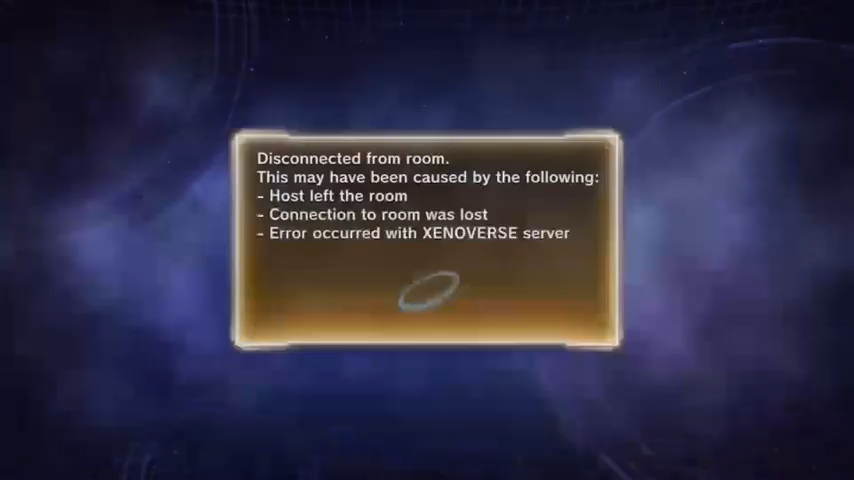 Disconnected from room.
This may have been caused by the following:
- Host left the room
- Connection to room was lost
- Error occurred with XENOVERSE server